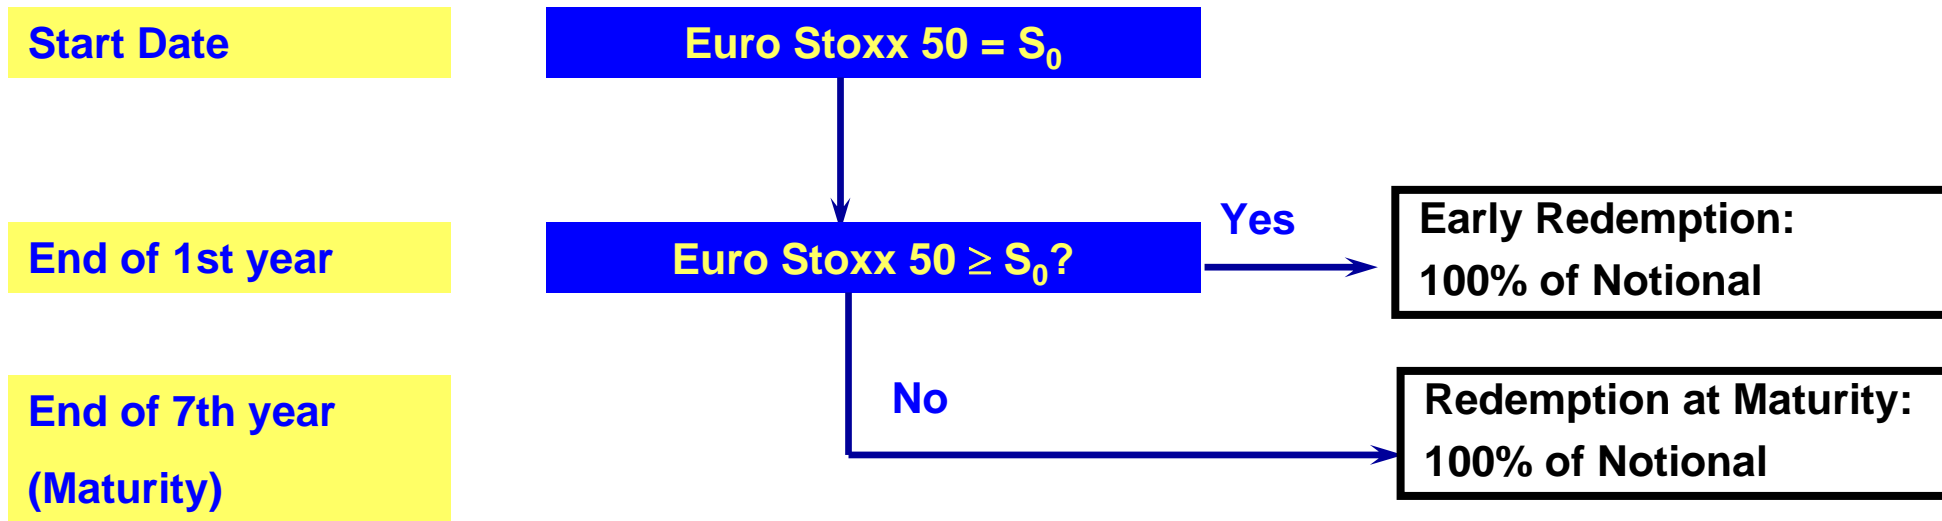 Start Date
Euro Stoxx 50 = S0
End of 1st year
Euro Stoxx 50 ≥ S0?
Yes
Early Redemption:
100% of Notional
End of 7th year
(Maturity)
No
Redemption at Maturity:
100% of Notional